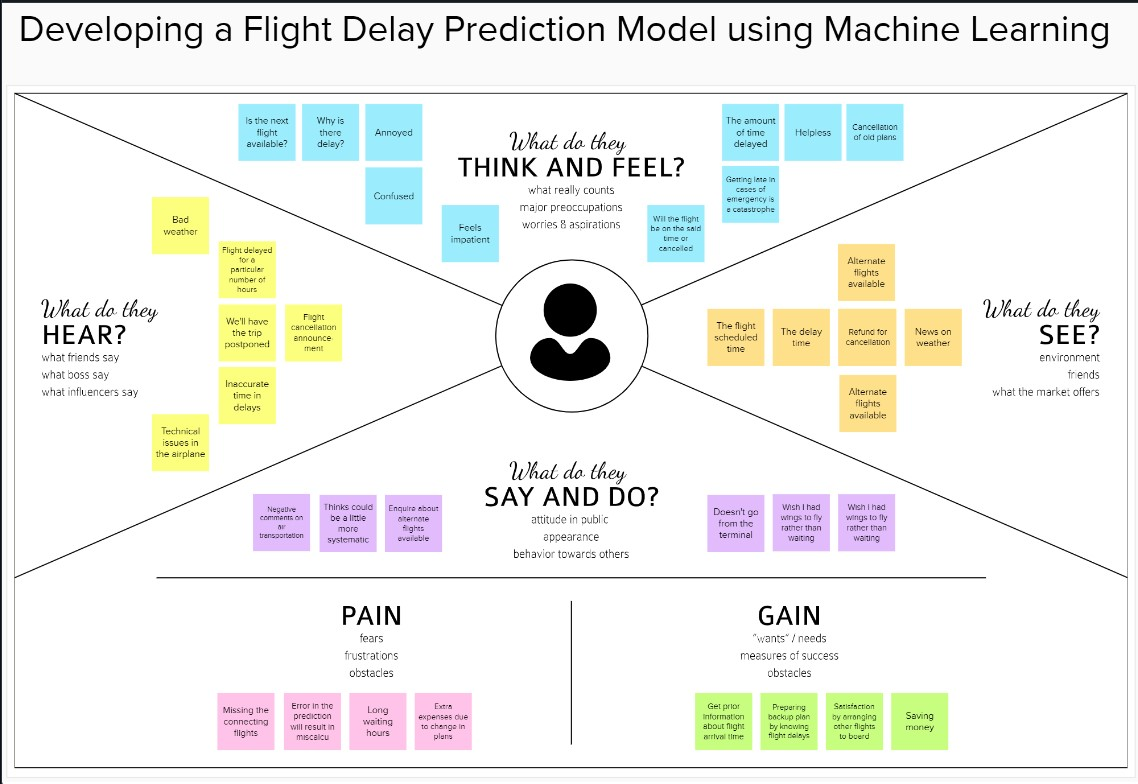 Developing a Flight Delay Prediction Model using Machine Learning
Is the next
flight
available?
Why is
there
delay?
Annoyed
Confused
Feels
impatient
What do they
THINK AND FEEL?
what really counts
major preoccupations
worries & aspirations
The amount
of time
delayed
Helpless
Cancellation
of old plans
Getting late in
cases of
emergency is
a catastrophe
Will the flight
be on the said
time or
cancelled
What do they
HEAR?
what friends say
what boss say
what influencers say
Bad
weather
Flight delayed
for a
particular
number of
hours
We'll have
the trip
postponed
Flight
cancellation
announce-
ment
Inaccurate
time in
delays
Technical
issues in
the airplane
What do they
SEE?
environment
friends
what the market offers
Alternate
flights
available
The flight
scheduled
time
The delay
time
Refund for
cancellation
News on
weather
Alternate
flights
available
What do they
SAY AND DO?
attitude in public
appearance
behavior towards others
Negative
comments on
air
transportation
Thinks could
be a little
more
systematic
Enquire about
alternate
flights
available
Doesn't go
from the
terminal
Wish I had
wings to fly
rather than
waiting
Wish I had
wings to fly
rather than
waiting
PAIN
fears
frustrations
obstacles
Missing the
connecting
flights
Error in the
prediction
will result in
miscalcu
Long
waiting
hours
Extra
expenses due
to change in
plans
GAIN
"wants" / needs
measures of success
obstacles
Get prior
information
about flight
arrival time
Preparing
backup plan
by knowing
flight delays
Satisfaction
by arranging
other flights
to board
Saving
money